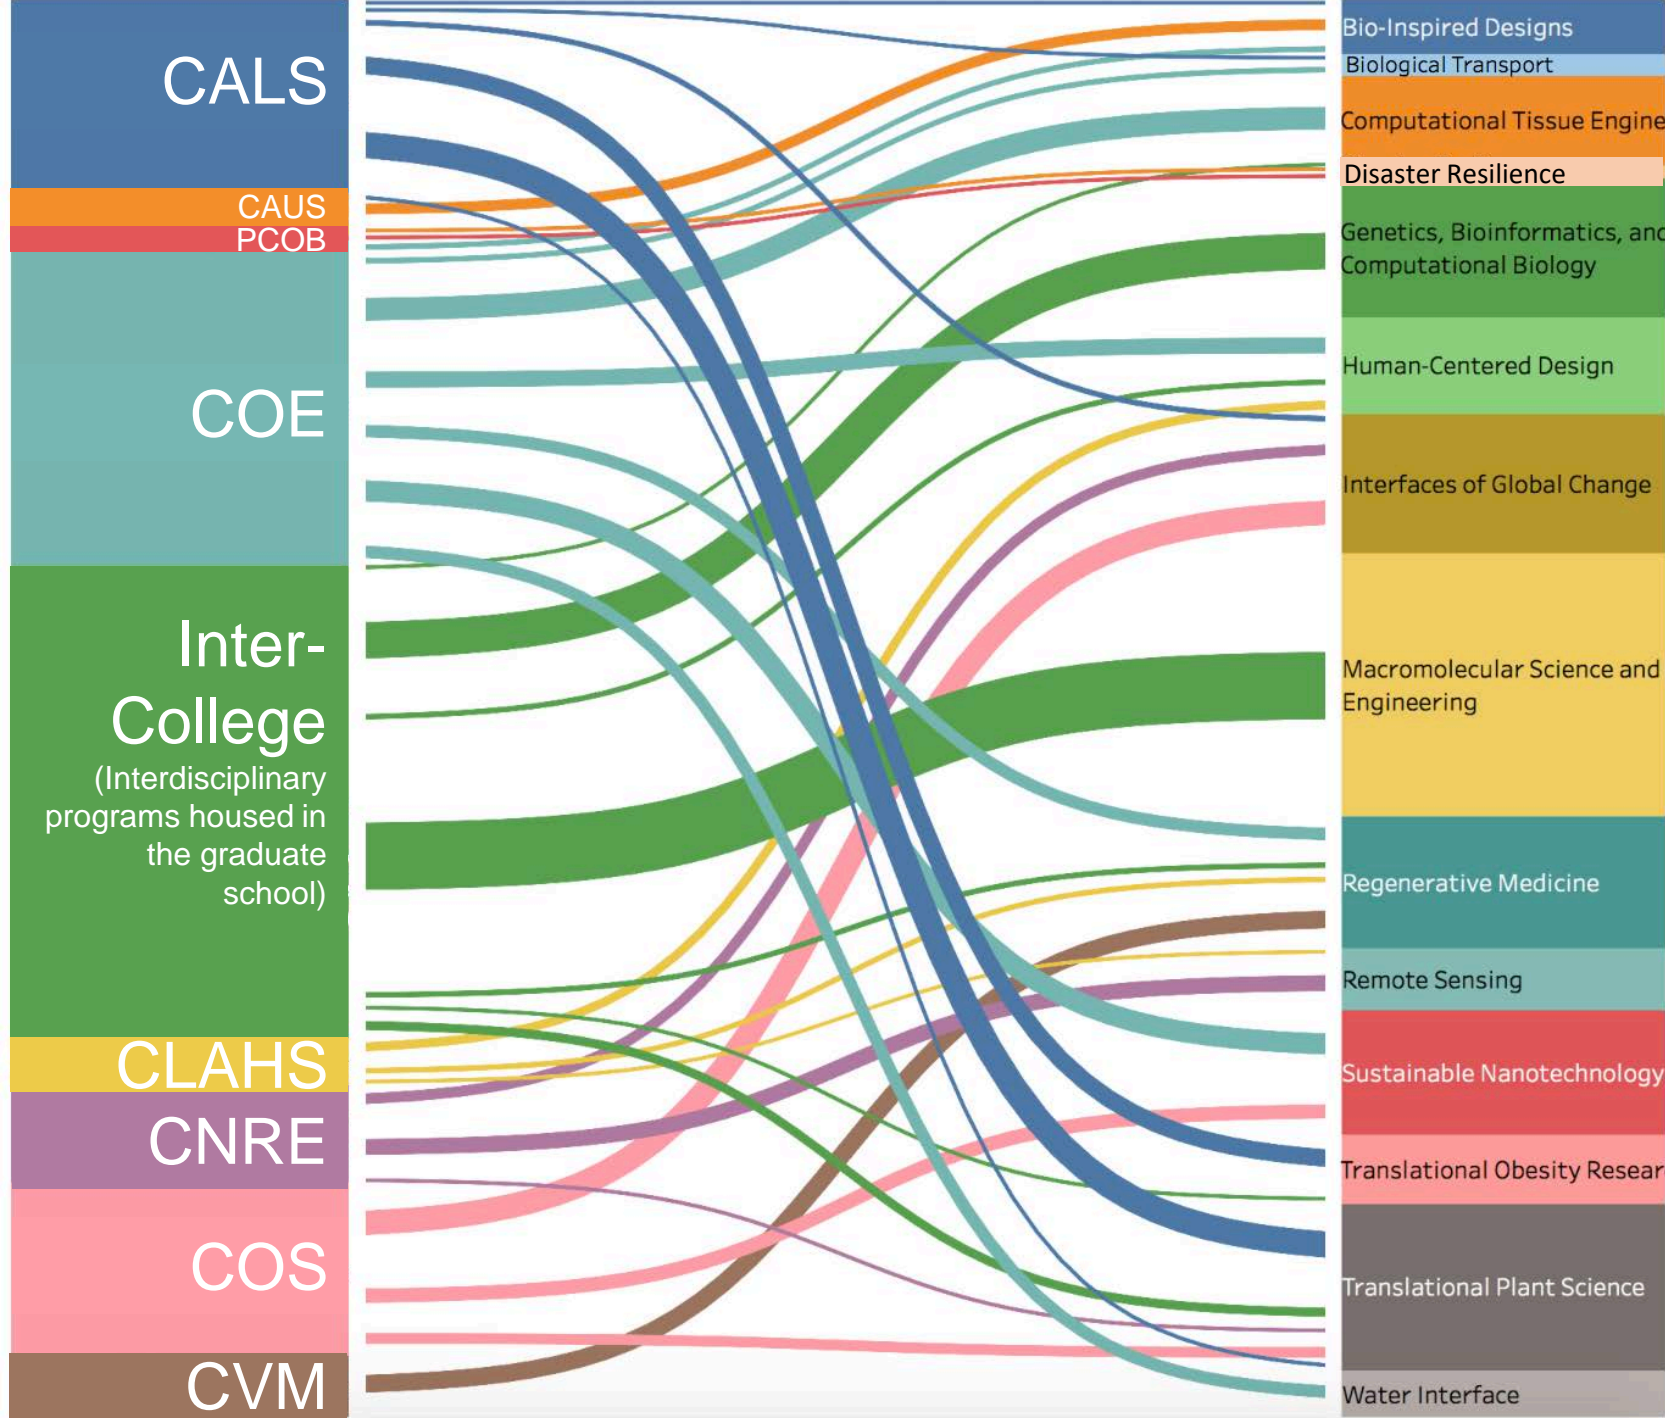 CALS
CAUS
PCOB
COE
Inter-
College
(Interdisciplinary
programs housed in
the graduate
school)
CLAHS
CNRE
COS
CVM
Bio-Inspired Designs
Biological Transport
Computational Tissue Engine
Disaster Resilience
Genetics, Bioinformatics, and
Computational Biology
Human-Centered Design
Interfaces of Global Change
Macromolecular Science and
Engineering
Regenerative Medicine
Remote Sensing
Sustainable Nanotechnology
Translational Obesity Resear
Translational Plant Science
Water Interface